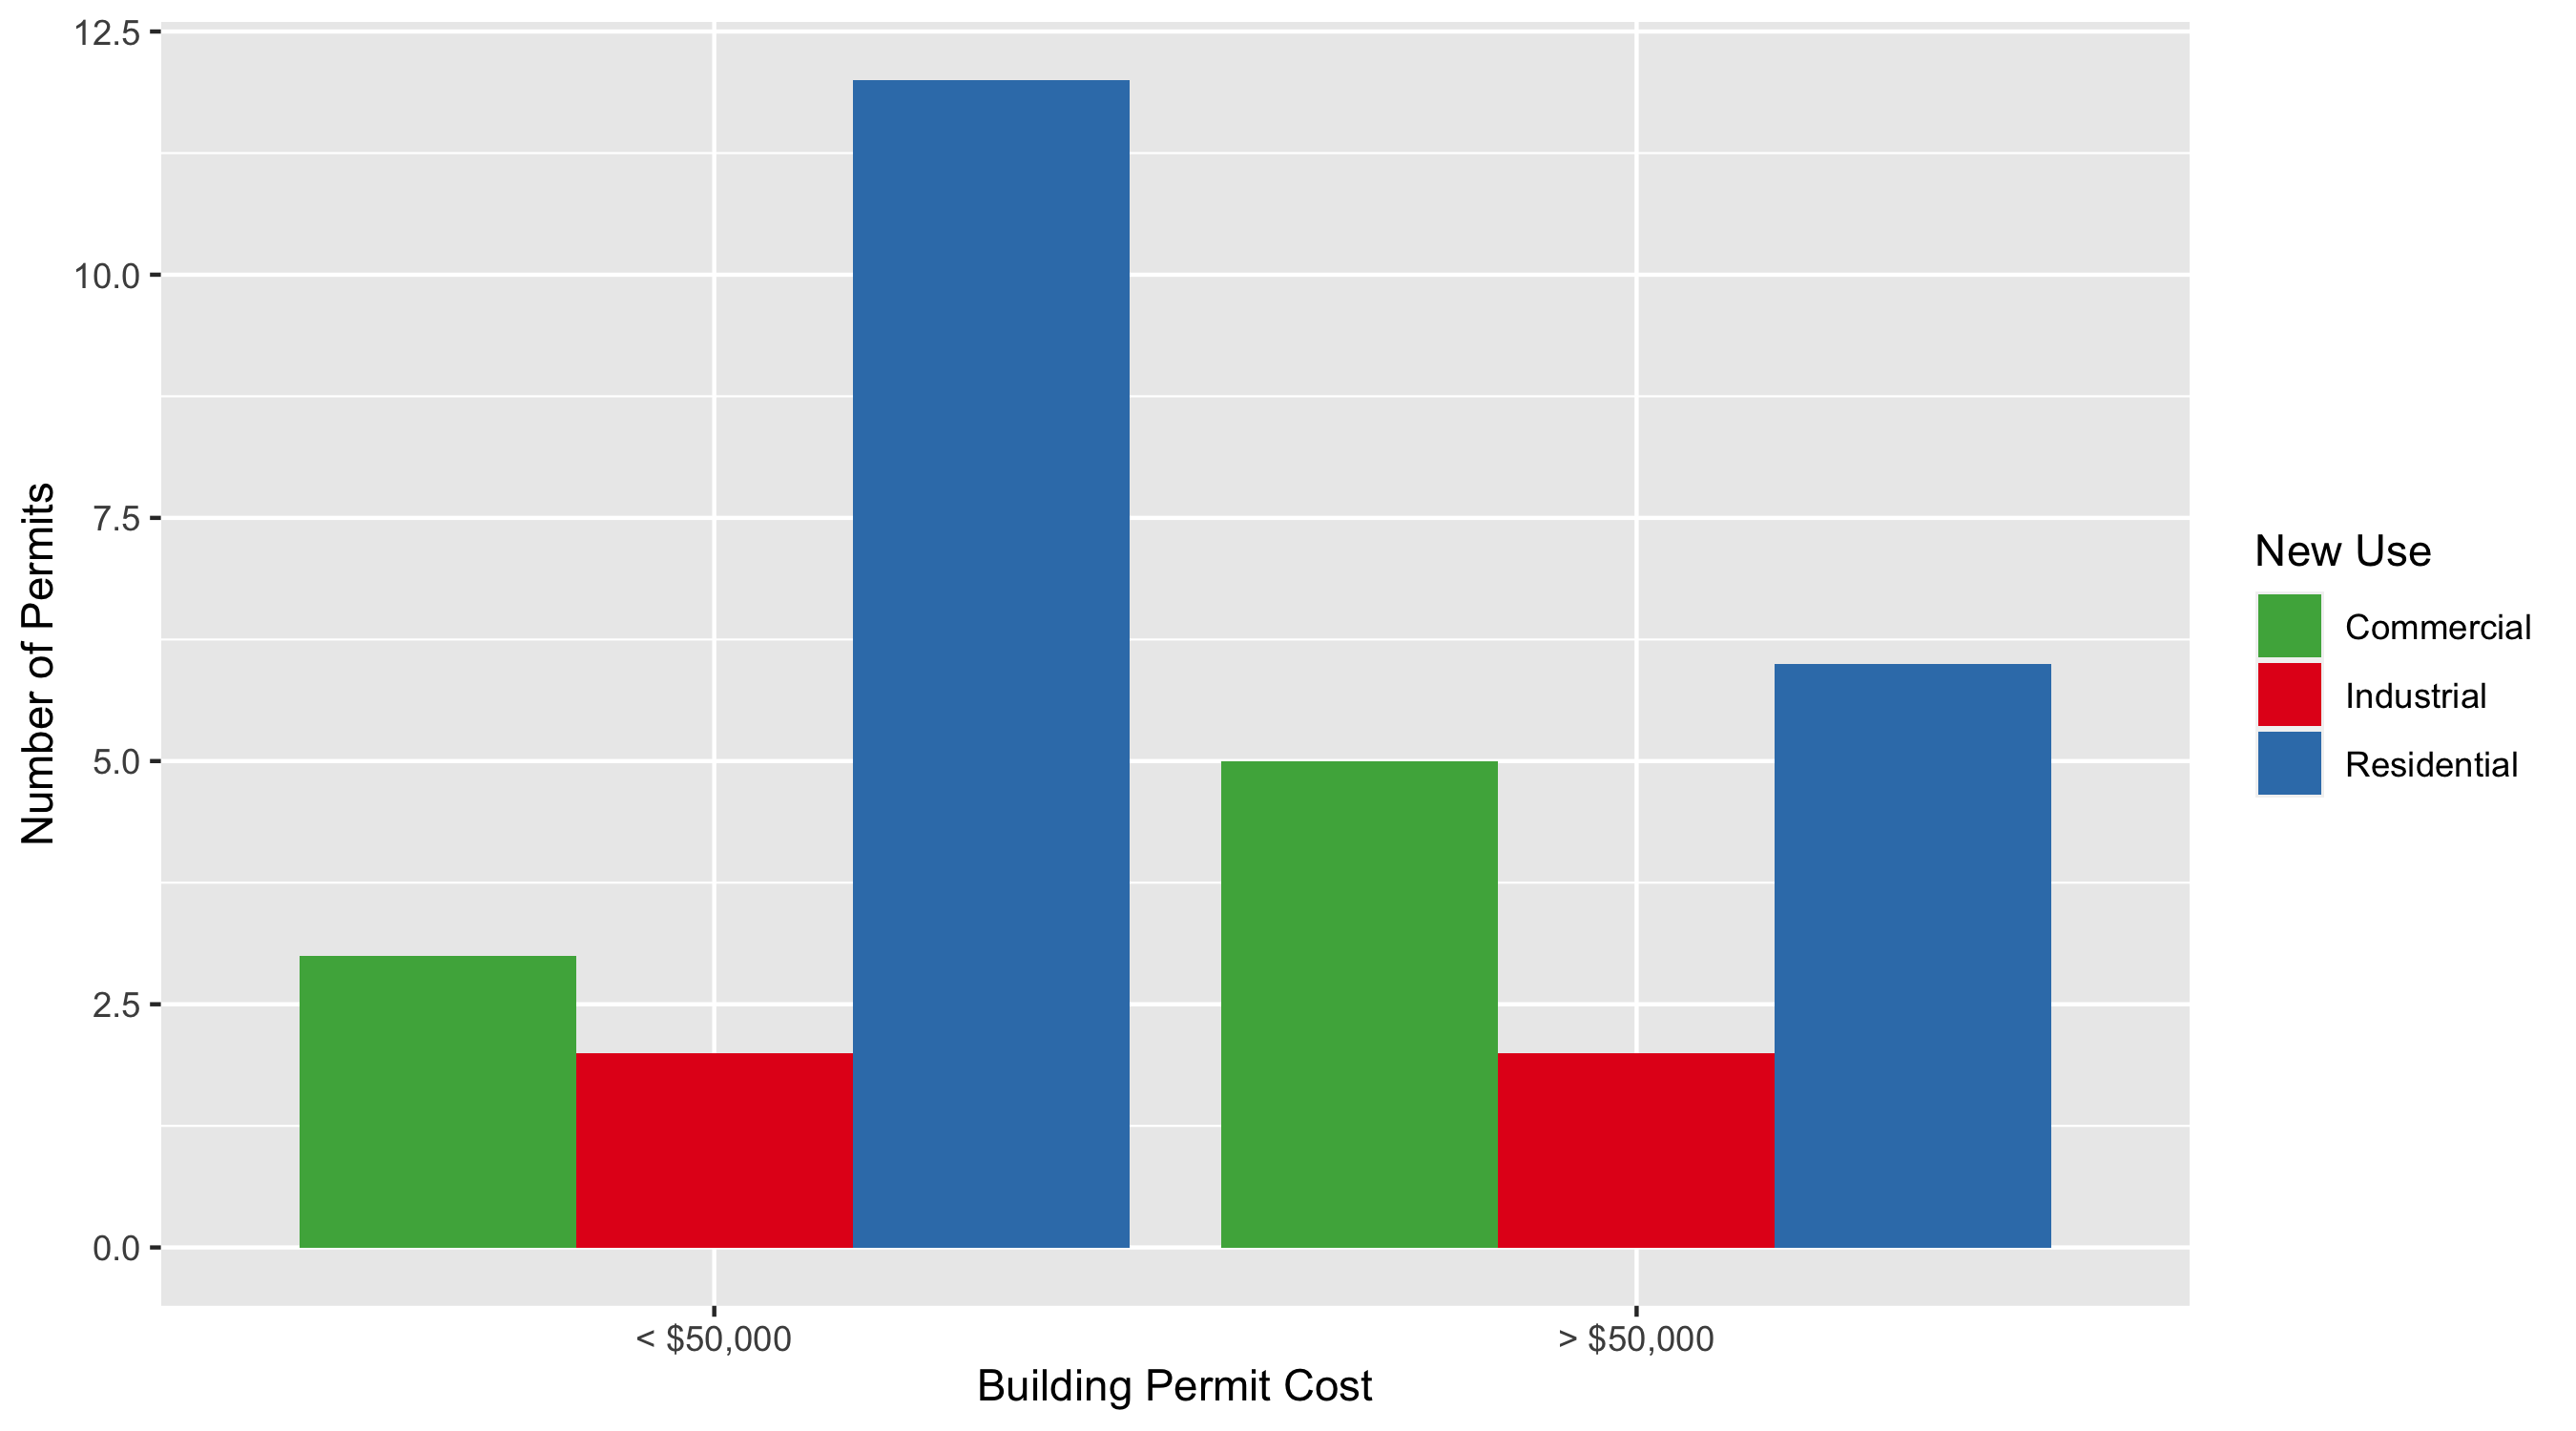 12.5
10.0
7.5
5.0
2.5
0.0
Number of Permits
< $50,000
> $50,000
Building Permit Cost
New Use
Commercial
Industrial
Residential